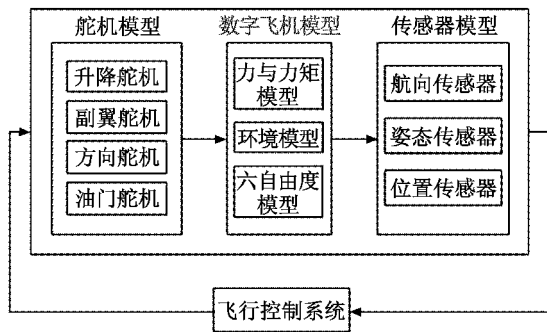 舵机模型
数字飞机模型
传感器模型
升降舵机
副翼舵机
方向舵机
油门舵机
力与力矩
模型
环境模型
六自由度
模型
航向传感器
姿态传感器
位置传感器
飞行控制系统